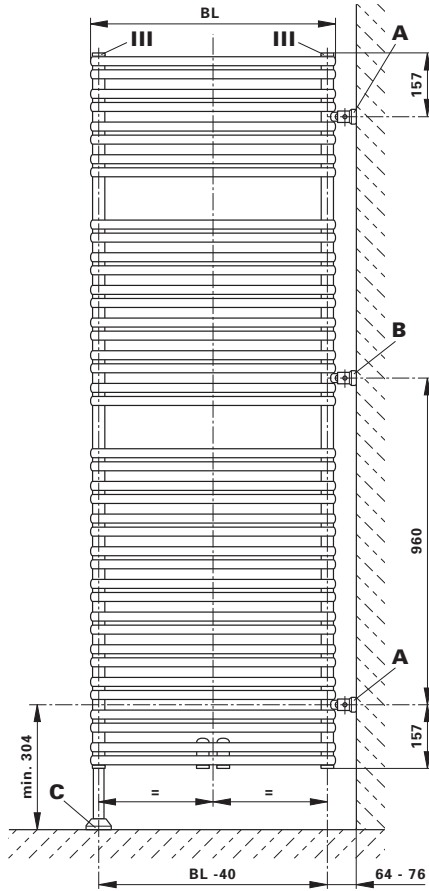 BL
III
III
A
157
B
960
A
min. 304
157
C
=
=
BL -40
64 - 76